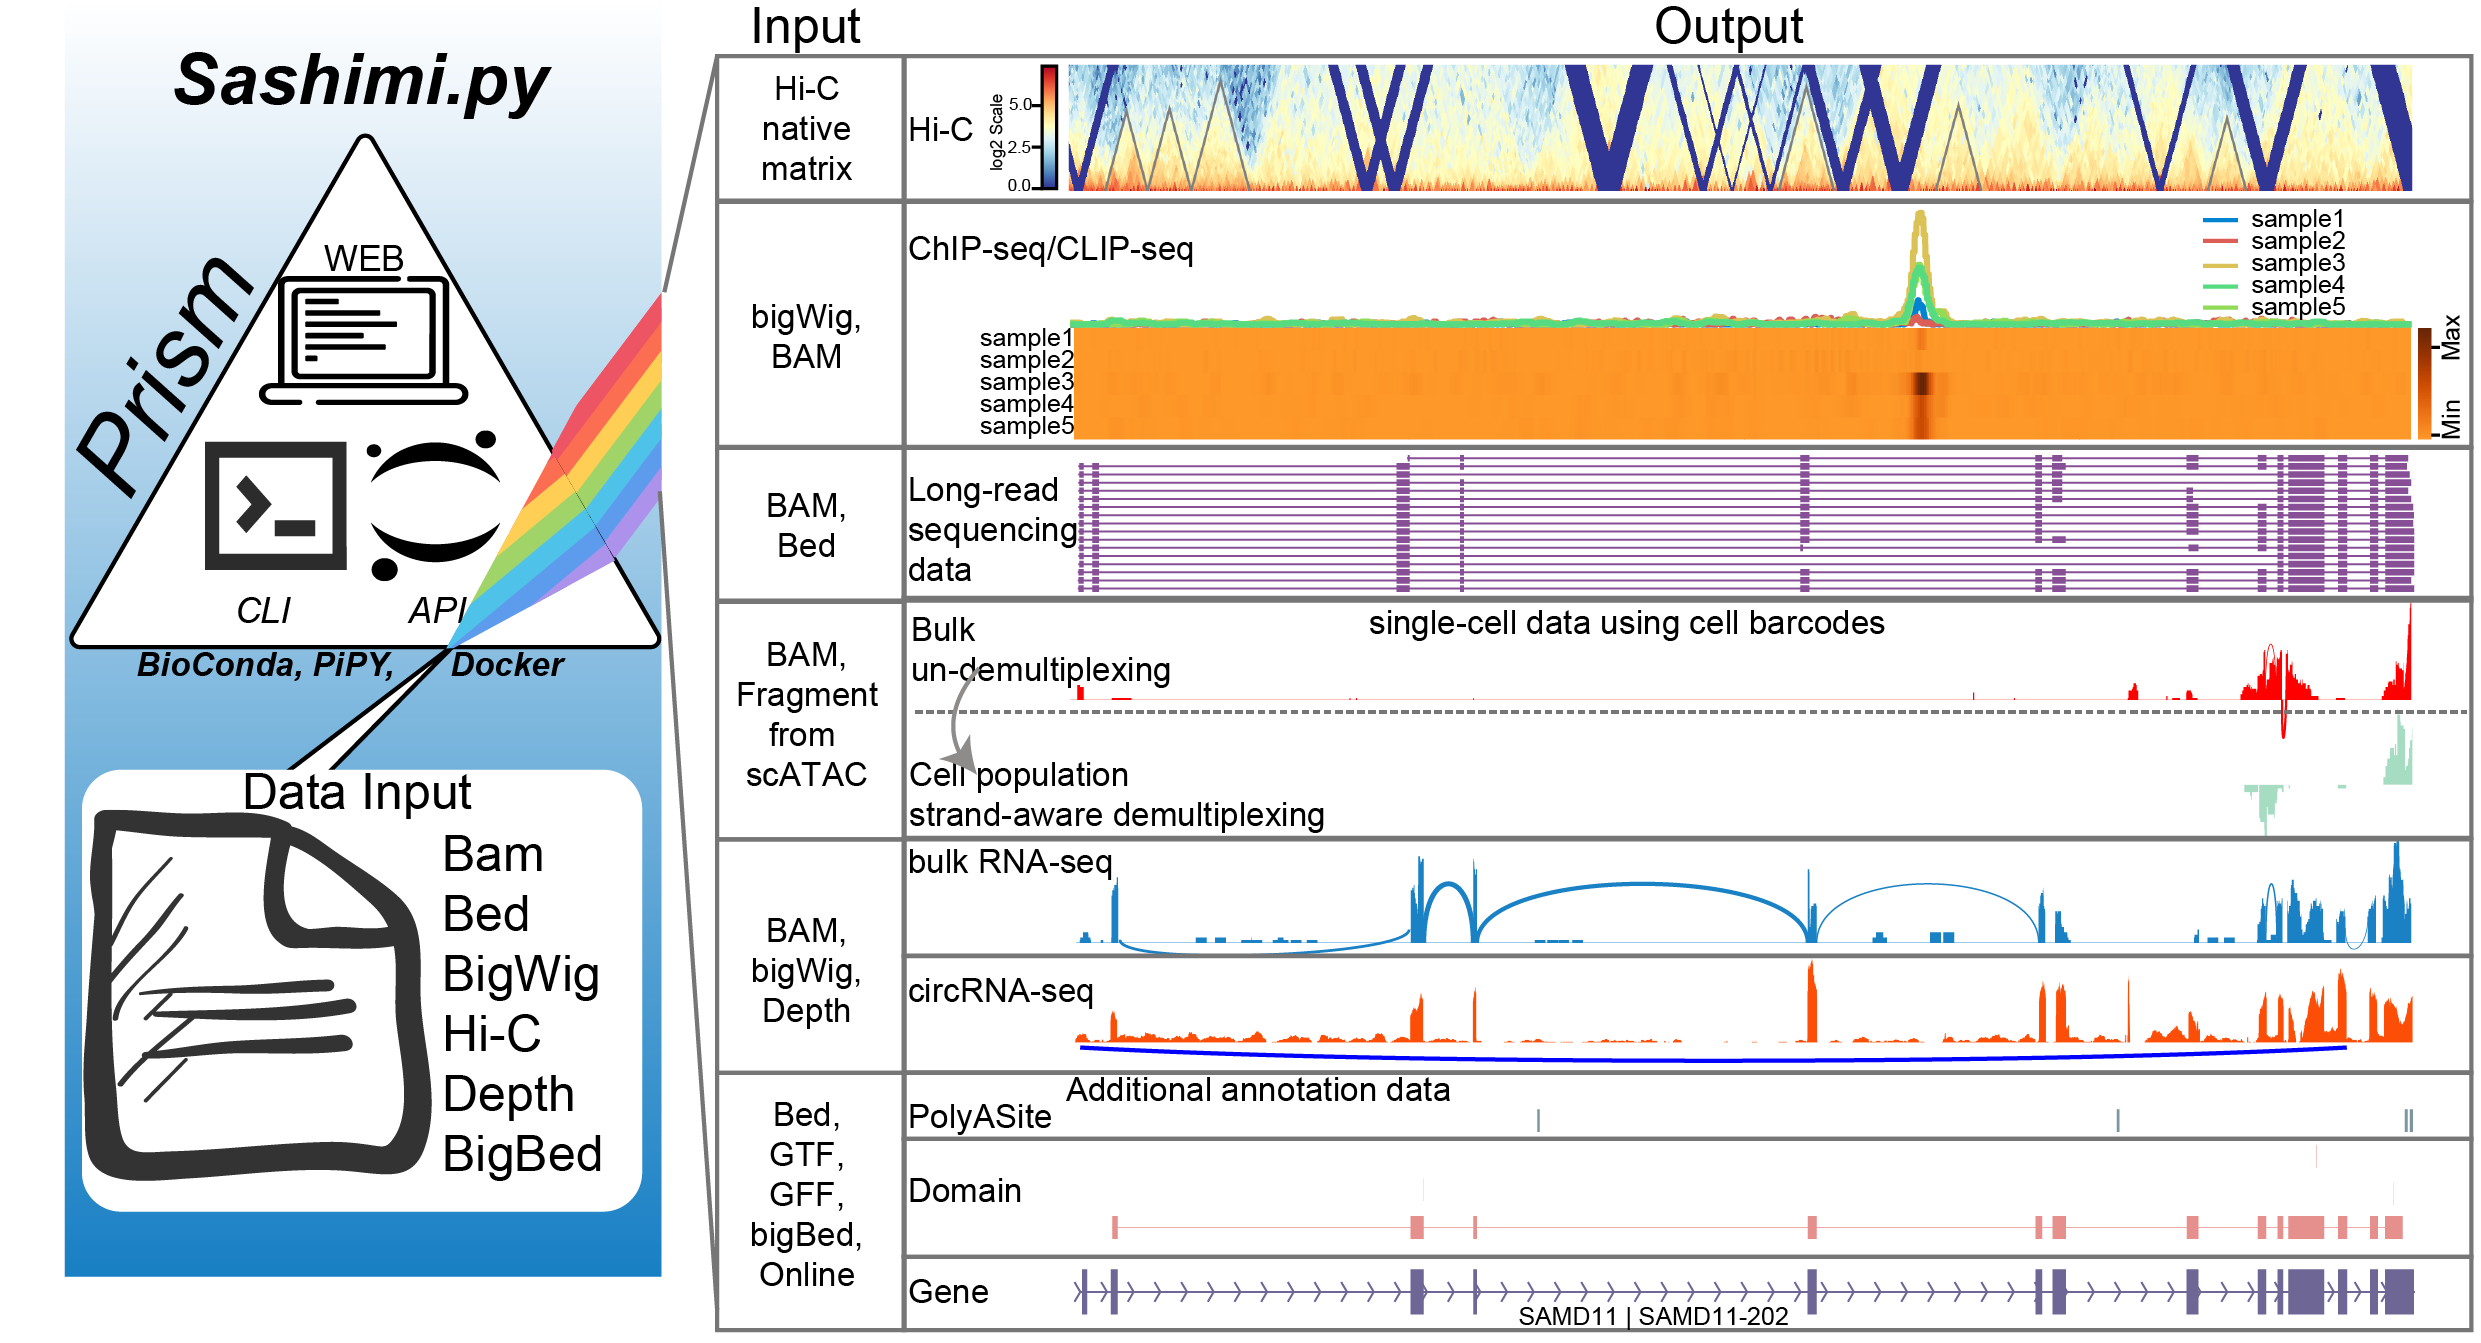 Sashimi.py
Prism
WEB
CLI
API
BioConda, PiPY, Docker
Data Input
Bam
Bed
BigWig
Hi-C
Depth
BigBed
Input
Output
Hi-C
native
matrix
Hi-C
log2 Scale
5.0
2.5
0.0
bigWig,
BAM
ChIP-seq/CLIP-seq
sample1
sample2
sample3
sample4
sample5
sample1
sample2
sample3
sample4
sample5
Max
Min
BAM,
Bed
Long-read
sequencing
data
BAM,
Fragment
from
scATAC
Bulk
un-demultiplexing
single-cell data using cell barcodes
Cell population
strand-aware demultiplexing
BAM,
bigWig,
Depth
bulk RNA-seq
circRNA-seq
Bed,
GTF,
GFF,
bigBed,
Online
Additional annotation data
PolyASite
Domain
Gene
SAMD11 | SAMD11-202